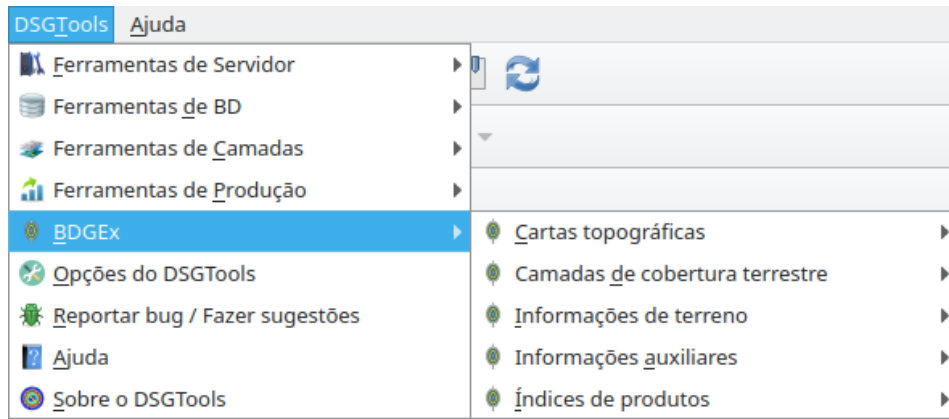 DSGTools Ajuda
Ferramentas de Servidor
Ferramentas de BD
Ferramentas de Camadas
Ferramentas de Produção
BDGEx
Opções do DSGTools
Reportar bug / Fazer sugestões
Ajuda
Sobre o DSGTools
Cartas topográficas
Camadas de cobertura terrestre
Informações de terreno
Informações auxiliares
Índices de produtos